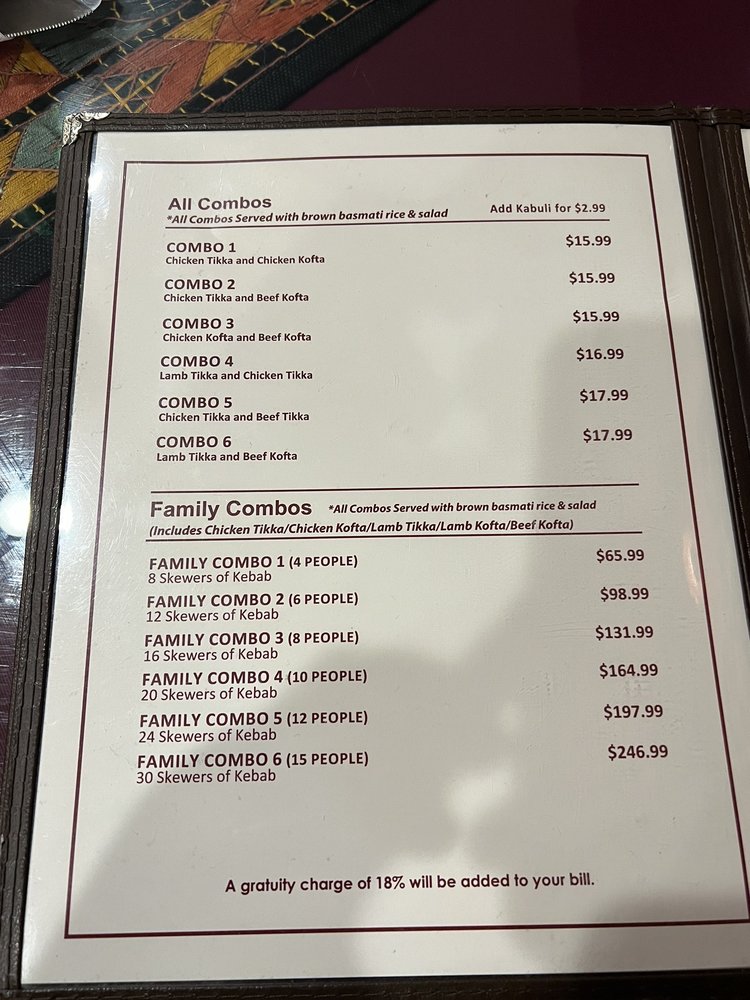 All Combos
*All Combos Served with brown basmati rice & salad Add Kabuli for $2.99
COMBO 1 $15.99
Chicken Tikka and Chicken Kofta
COMBO 2 $15.99
Chicken Tikka and Beef Kofta
COMBO 3 $15.99
Chicken Kofta and Beef Kofta
COMBO 4 $16.99
Lamb Tikka and Chicken Tikka
COMBO 5 $17.99
Chicken Tikka and Beef Tikka
COMBO 6 $17.99
Lamb Tikka and Beef Kofta
Family Combos *All Combos Served with brown basmati rice & salad
(Includes Chicken Tikka/Chicken Kofta/Lamb Tikka/Lamb Kofta/Beef Kofta)
FAMILY COMBO 1 (4 PEOPLE) $65.99
8 Skewers of Kebab
FAMILY COMBO 2 (6 PEOPLE) $98.99
12 Skewers of Kebab
FAMILY COMBO 3 (8 PEOPLE) $131.99
16 Skewers of Kebab
FAMILY COMBO 4 (10 PEOPLE) $164.99
20 Skewers of Kebab
FAMILY COMBO 5 (12 PEOPLE) $197.99
24 Skewers of Kebab
FAMILY COMBO 6 (15 PEOPLE) $246.99
30 Skewers of Kebab
A gratuity charge of 18% will be added to your bill.